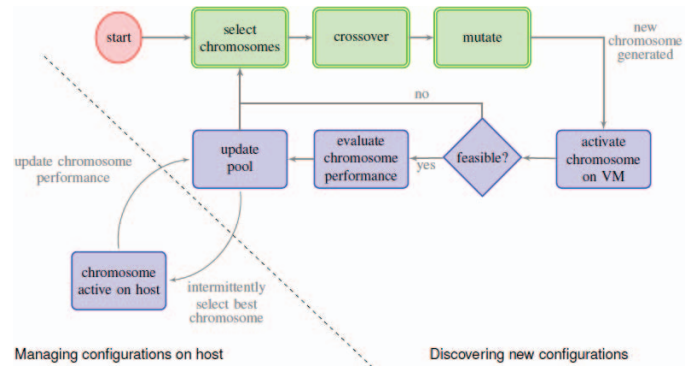 start
select
chromosomes
crossover
mutate
new
chromosome
generated
no
update
pool
evaluate
chromosome
performance
yes
feasible?
activate
chromosome
on VM
update chromosome
performance
chromosome
active on host
intermittently
select best
chromosome
Managing configurations on host
Discovering new configurations